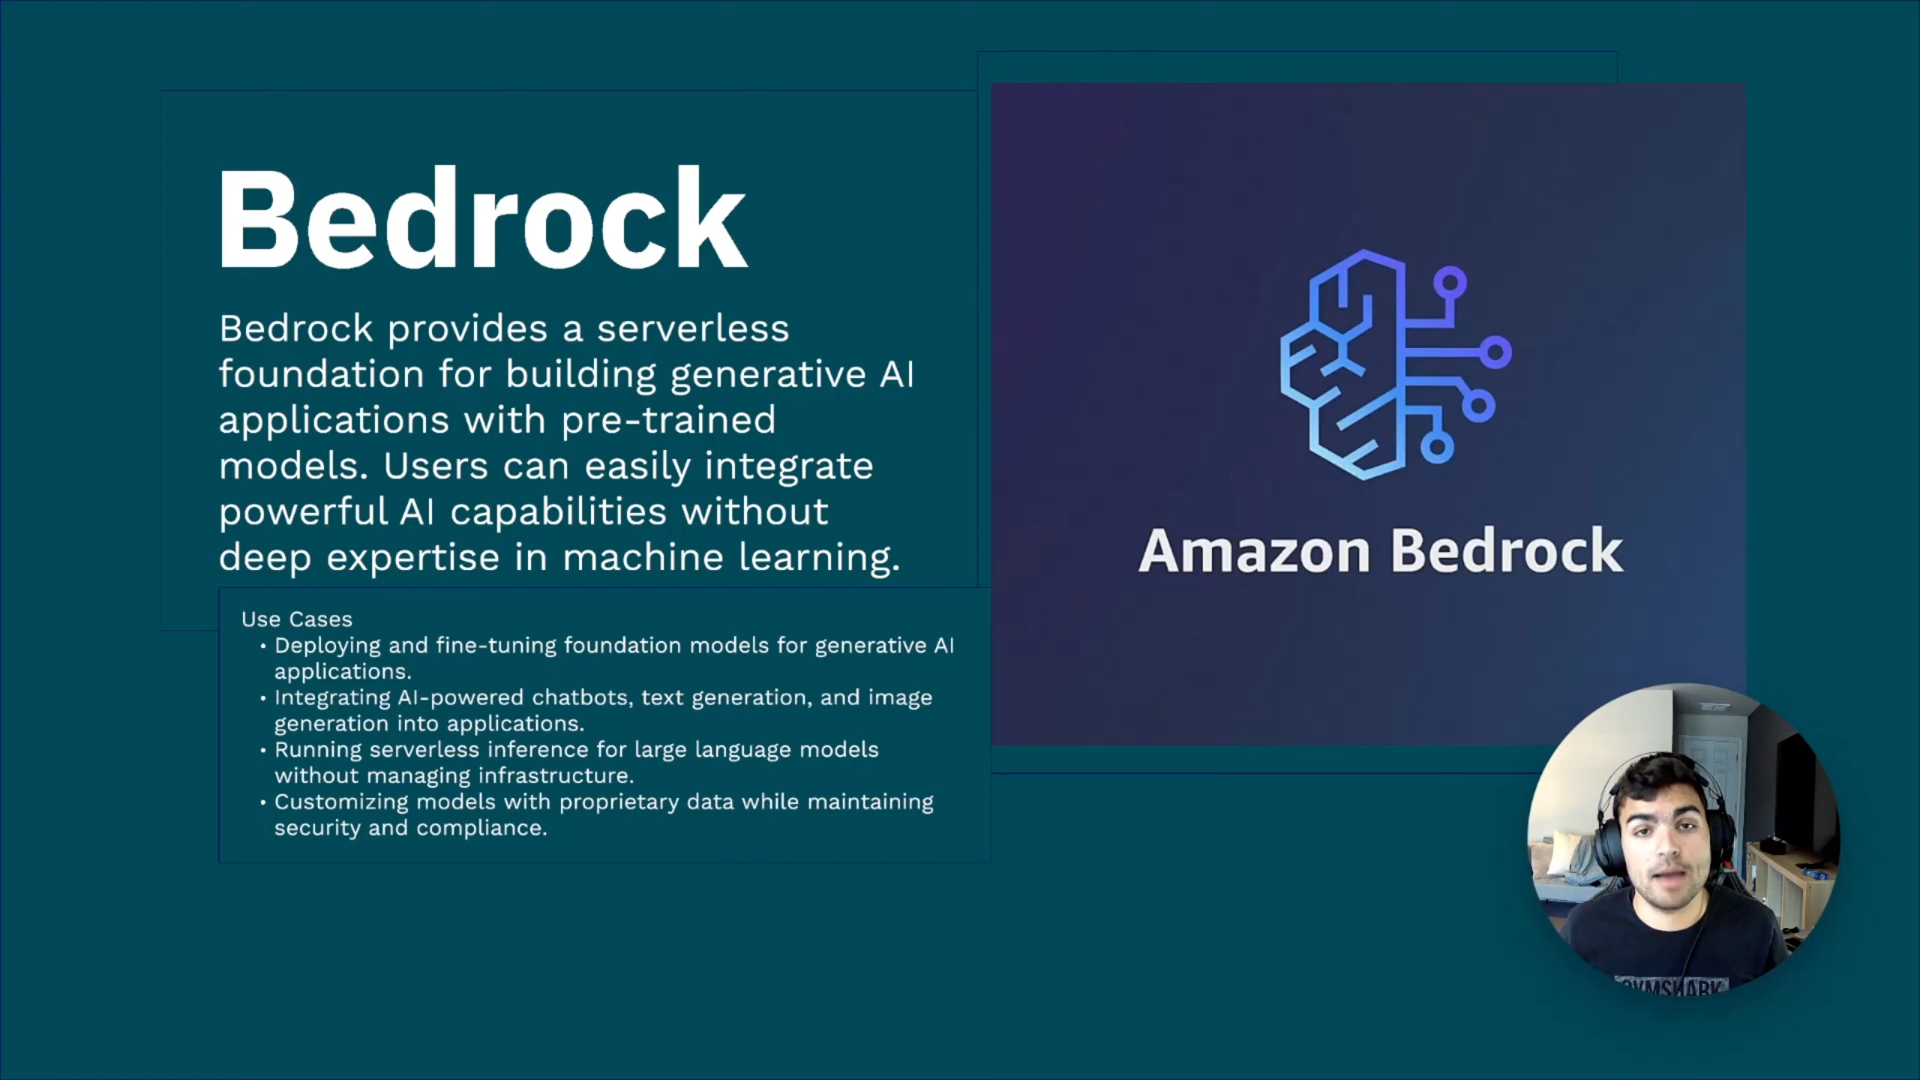 Bedrock
Bedrock provides a serverless
foundation for building generative AI
applications with pre-trained
models. Users can easily integrate
powerful AI capabilities without
deep expertise in machine learning.
Use Cases
• Deploying and fine-tuning foundation models for generative AI
applications.
• Integrating AI-powered chatbots, text generation, and image
generation into applications.
• Running serverless inference for large language models
without managing infrastructure.
• Customizing models with proprietary data while maintaining
security and compliance.
Amazon Bedrock
GYMSHARK